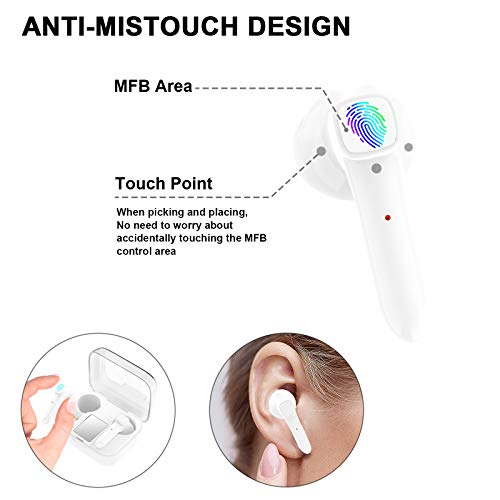 ANTI-MISTOUCH DESIGN
MFB Area
Touch Point
When picking and placing,
No need to worry about
accidentally touching the MFB
control area